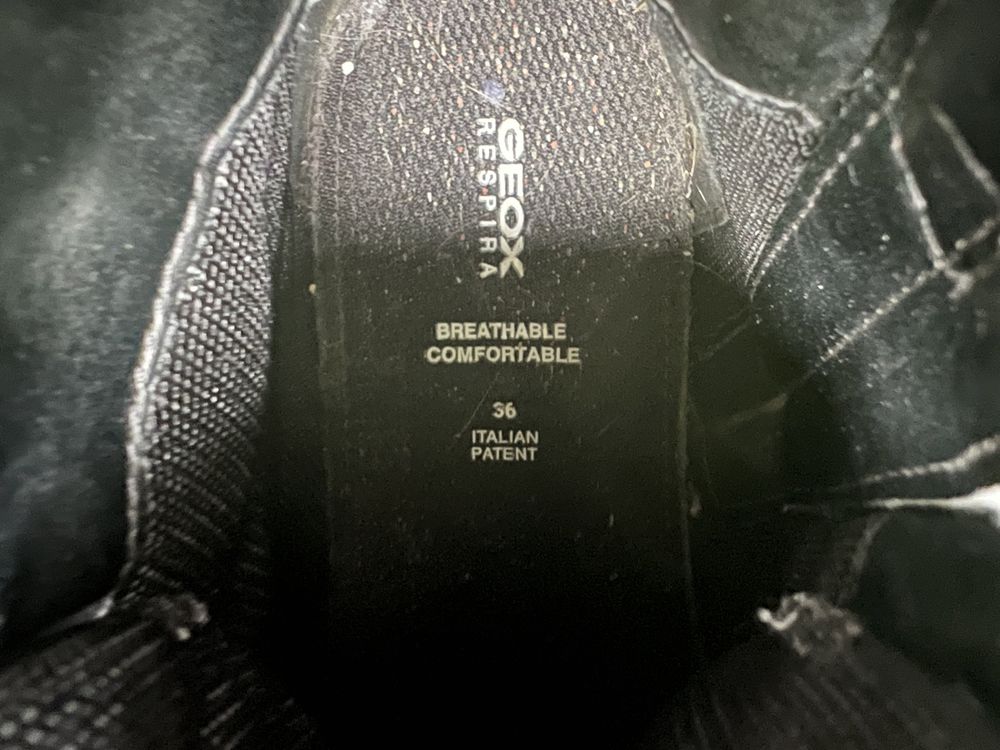 GEOX
RESPIRA
BREATHABLE
COMFORTABLE
36
ITALIAN
PATENT